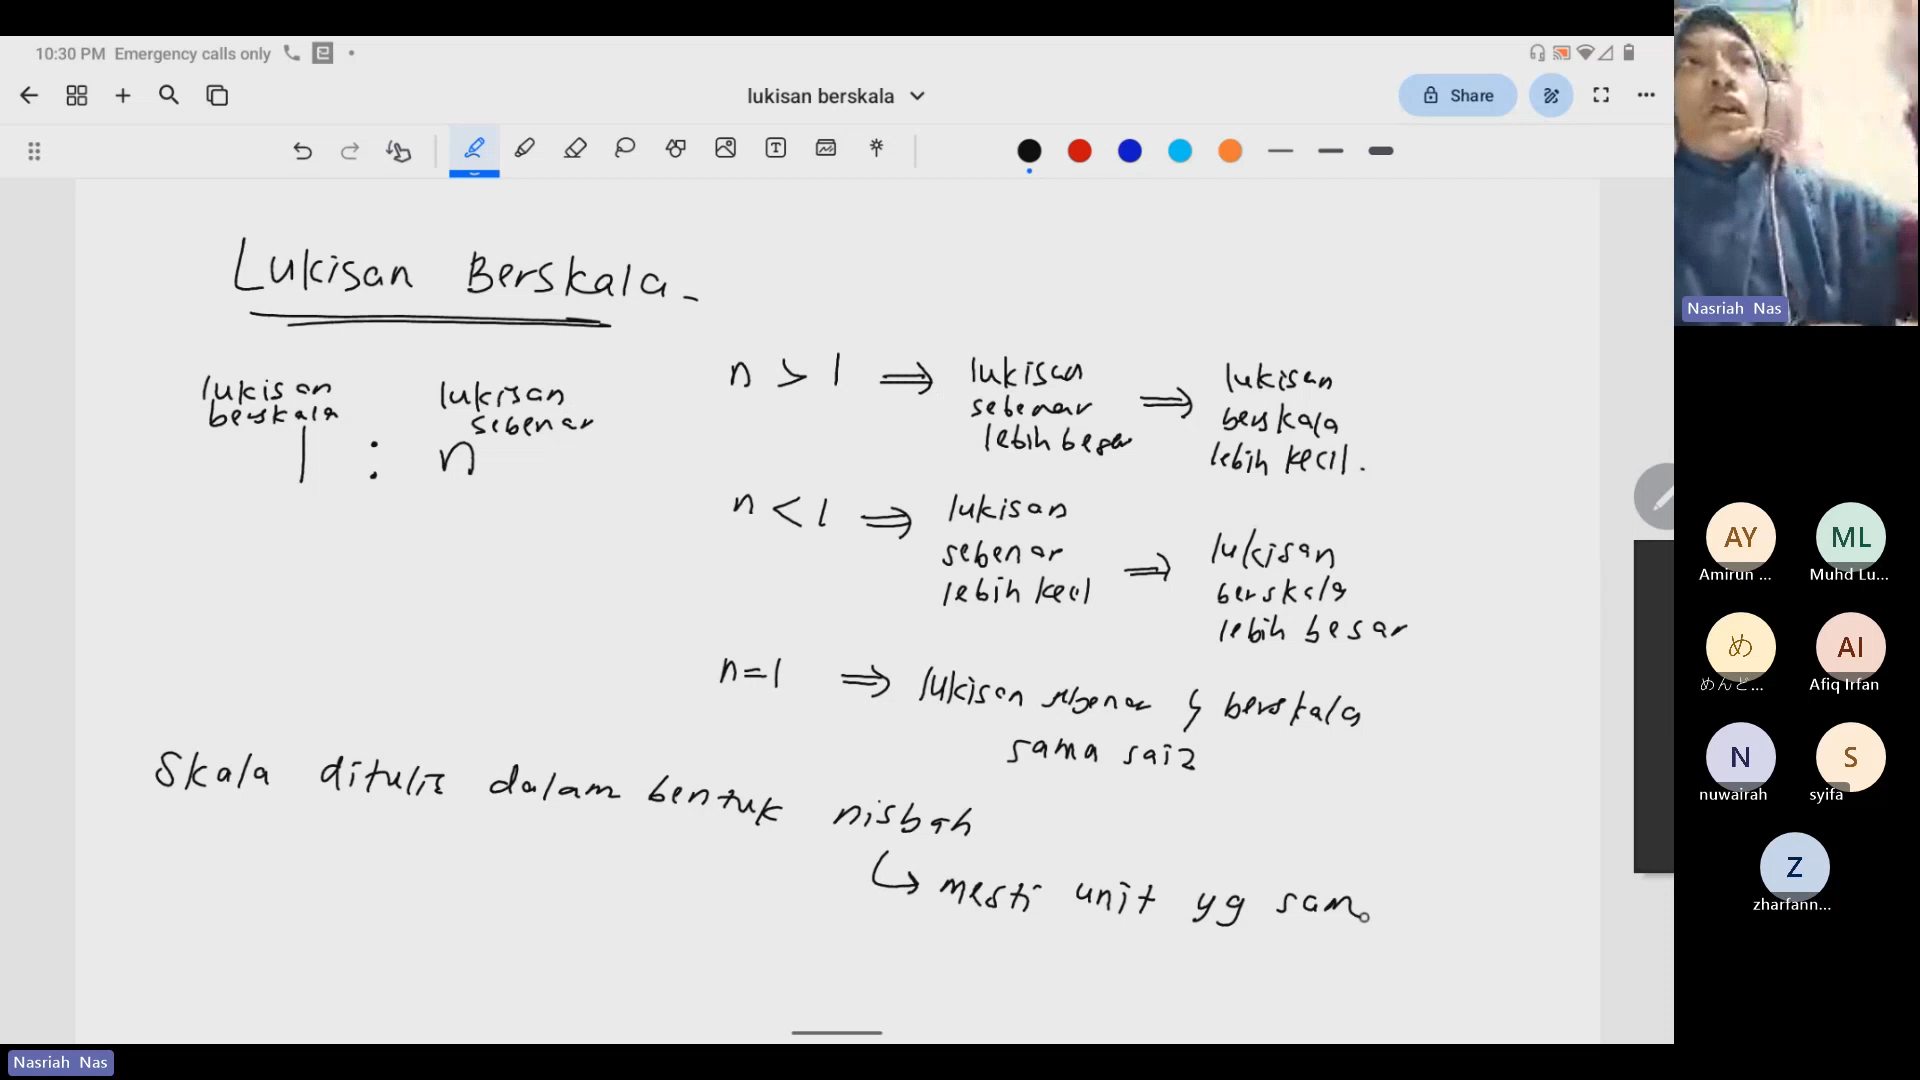 10:30 PM Emergency calls only
lukisan berskala
Share
Lukisan Berskala
lukisan berskala
lukisan sebenar
1 : n
n > 1 ⇒ lukisan sebenar lebih besar ⇒ lukisan berskala lebih kecil.
n < 1 ⇒ lukisan sebenar lebih kecil ⇒ lukisan berskala lebih besar
n = 1 ⇒ lukisan sebenar & berskala
sama saiz
Skala ditulis dalam bentuk nisbah
↳ mesti unit yg sam
Nasriah Nas
AY
Amirun ...
ML
Muhd Lu...
め
めんど...
AI
Afiq Irfan
N
nuwairah
S
syifa
Z
zharfann...
Nasriah Nas